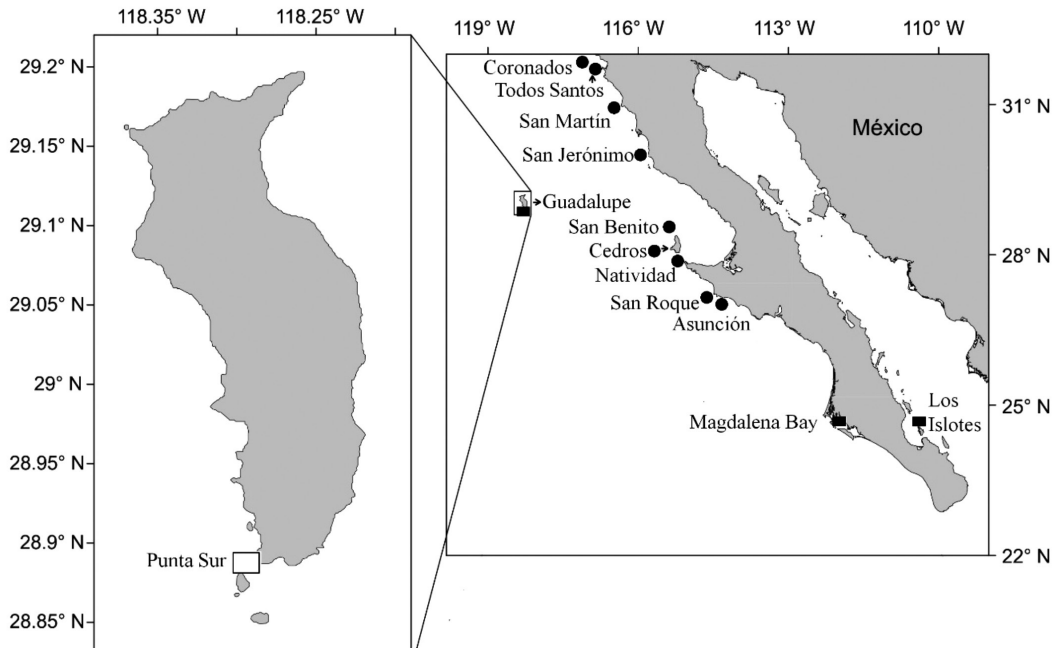 118.35° W
118.25° W
29.2° N
29.15° N
29.1° N
29.05° N
29° N
28.95° N
28.9° N
28.85° N
Punta Sur
119°W
116° W
113° W
110° W
31° N
28° N
25° N
22° N
Coronados
Todos Santos
San Martín
San Jerónimo
México
Guadalupe
San Benito
Cedros
Natividad
San Roque
Asunción
Magdalena Bay
Los
Islotes